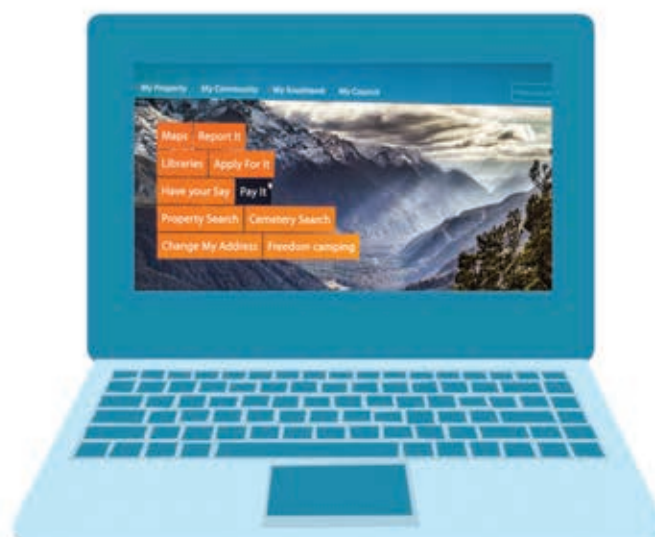 My Property My Community My Southland My Council
Maps Report It
Libraries Apply For It
Have your Say Pay It
Property Search Cemetery Search
Change My Address Freedom camping